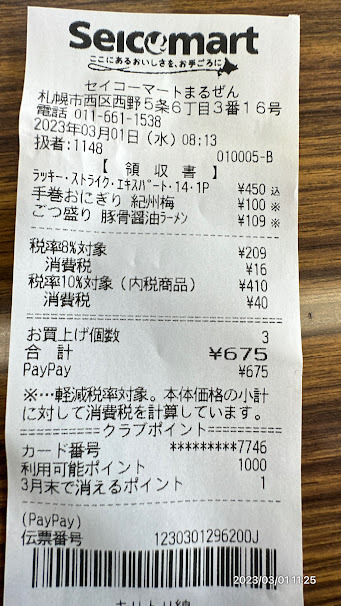 Seicomart
ここにあるおいしさを、お手ごろに
セイコーマートまるぜん
札幌市西区西野5条6丁目3番16号
電話 011-661-1538
2023年03月01日（水）08:13
扱者:1148
010005-B
【 領 収 書 】
ラッキー・ストライク・エキスパート・14・1P ¥450 込
手巻おにぎり 紀州梅 ¥100 ※
ごつ盛り 豚骨醤油ラーメン ¥109 ※
税率8%対象 ¥209
消費税 ¥16
税率10%対象（内税商品） ¥410
消費税 ¥40
お買上げ個数 3
合 計 ¥675
PayPay ¥675
※…軽減税率対象。本体価格の小計
に対して消費税を計算しています。
==========クラブポイント==========
カード番号 *********7746
利用可能ポイント 1000
3月末で消えるポイント 1
(PayPay)
伝票番号 1230301296200J
2023/03/01 11:25
キリトリ線